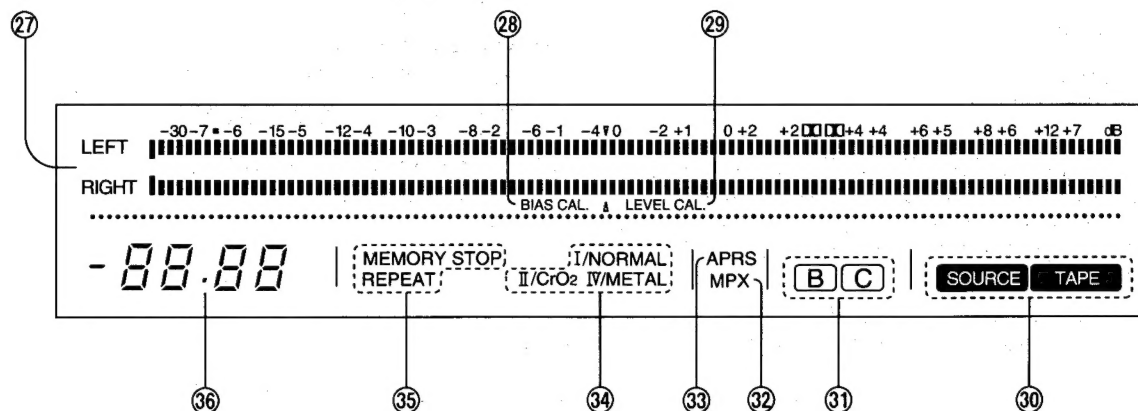 ㉗ ㉘ ㉙
-30 -7 ▪ -6 -15 -5 -12 -4 -10 -3 -8 -2 -6 -1 -4 ▼ 0 -2 +1 0 +2 +2 +4 +4 +6 +5 +8 +6 +12 +7 dB
LEFT
RIGHT
BIAS CAL. LEVEL CAL.
-88.88 MEMORY STOP I/NORMAL APRS B C SOURCE TAPE
REPEAT II/CrO₂ IV/METAL MPX
㊱ ㉟ ㉞ ㉝ ㉜ ㉛ ㉚